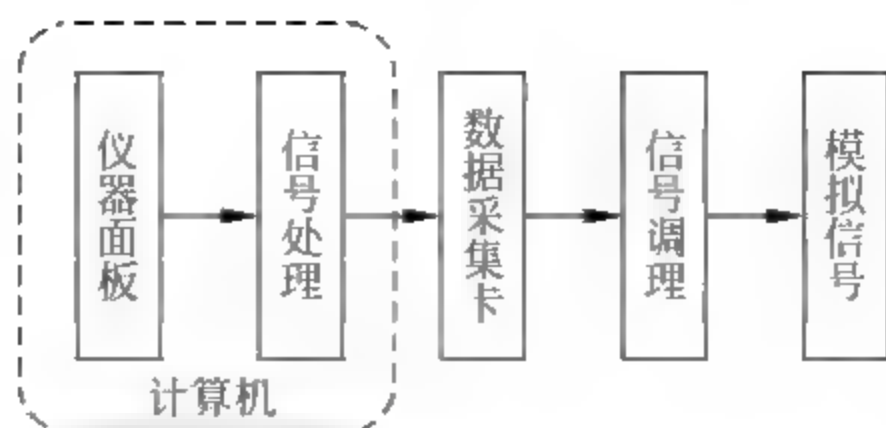 仪器面板
信号处理
数据采集卡
信号调理
模拟信号
计算机